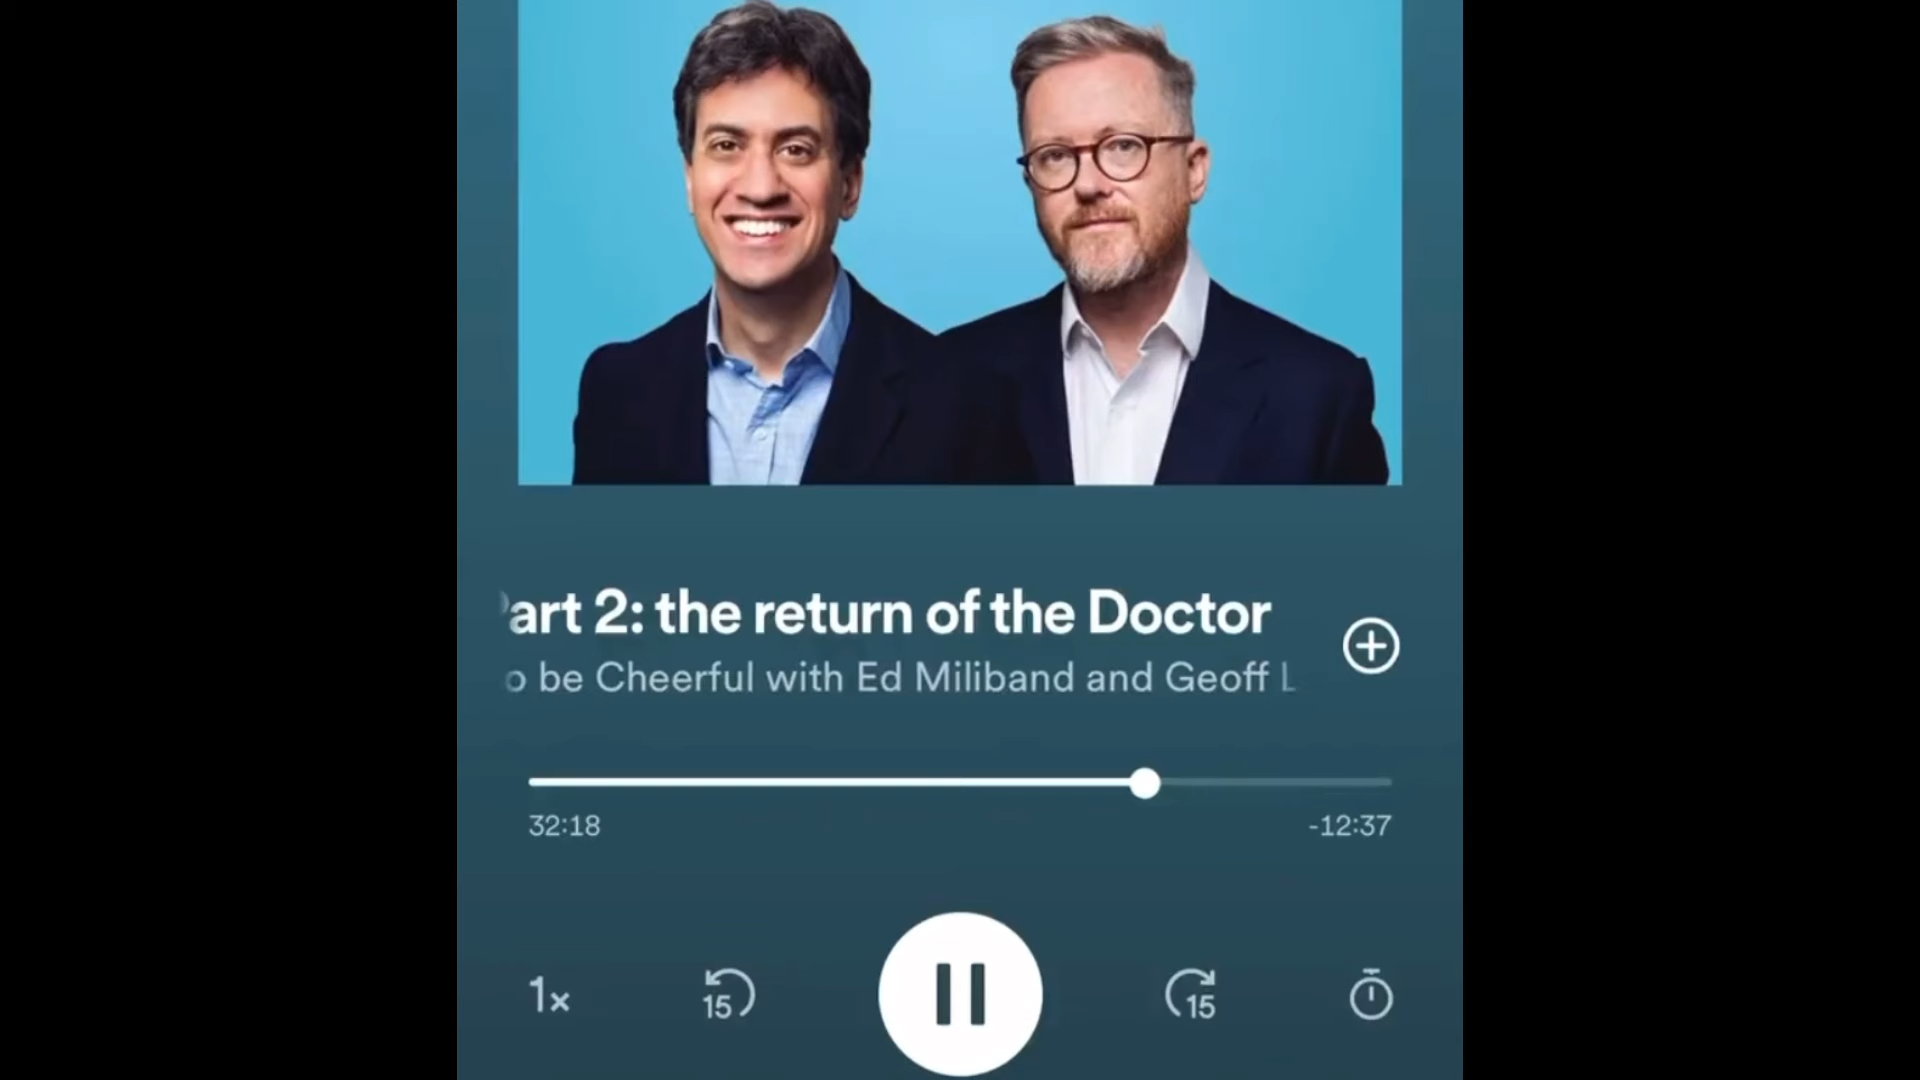 art 2: the return of the Doctor
o be Cheerful with Ed Miliband and Geoff L
32:18
-12:37
1x
15
15